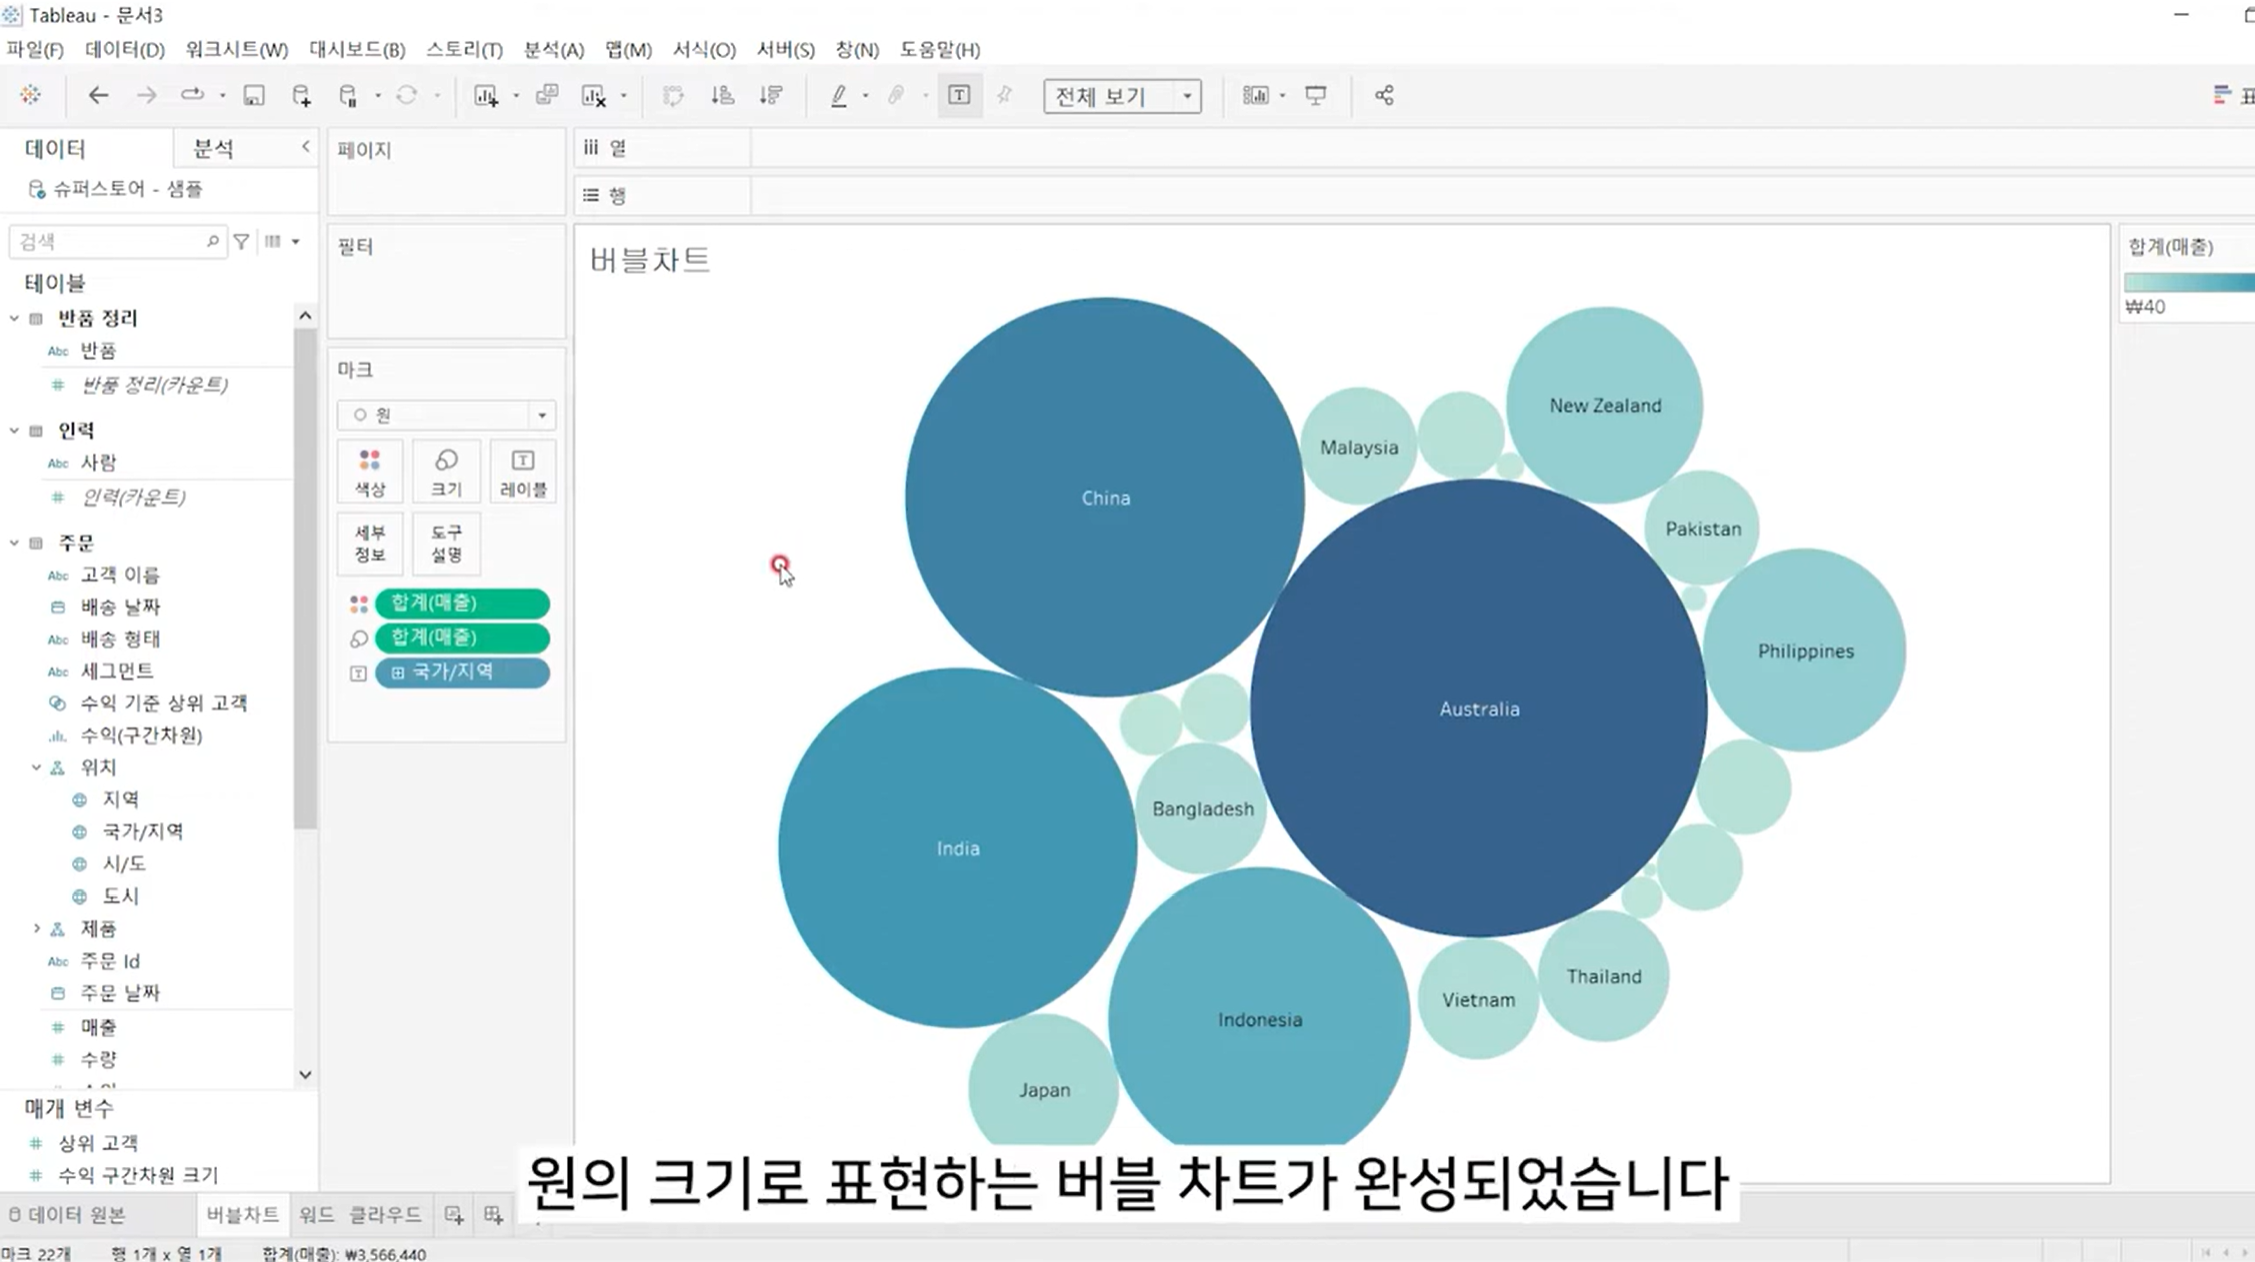 Tableau - 문서3
파일(F) 데이터(D) 워크시트(W) 대시보드(B) 스토리(T) 분석(A) 맵(M) 서식(O) 서버(S) 창(N) 도움말(H)
전체 보기
데이터 분석
슈퍼스토어 - 샘플
검색
테이블
반품 정리
Abc 반품
# 반품 정리(카운트)
인력
Abc 사람
# 인력(카운트)
주문
Abc 고객 이름
배송 날짜
Abc 배송 형태
Abc 세그먼트
수익 기준 상위 고객
수익(구간차원)
위치
지역
국가/지역
시/도
도시
제품
Abc 주문 Id
주문 날짜
# 매출
# 수량
매개 변수
# 상위 고객
# 수익 구간차원 크기
페이지
필터
마크
원
색상 크기 레이블
세부 정보 도구 설명
합계(매출)
합계(매출)
국가/지역
iii 열
행
버블차트
China
Malaysia
New Zealand
Pakistan
Philippines
Australia
Bangladesh
India
Indonesia
Vietnam
Thailand
Japan
합계(매출)
₩40
원의 크기로 표현하는 버블 차트가 완성되었습니다
데이터 원본 버블차트 워드 클라우드
마크 22개 행 1개 x 열 1개 합계(매출): ₩3,566,440